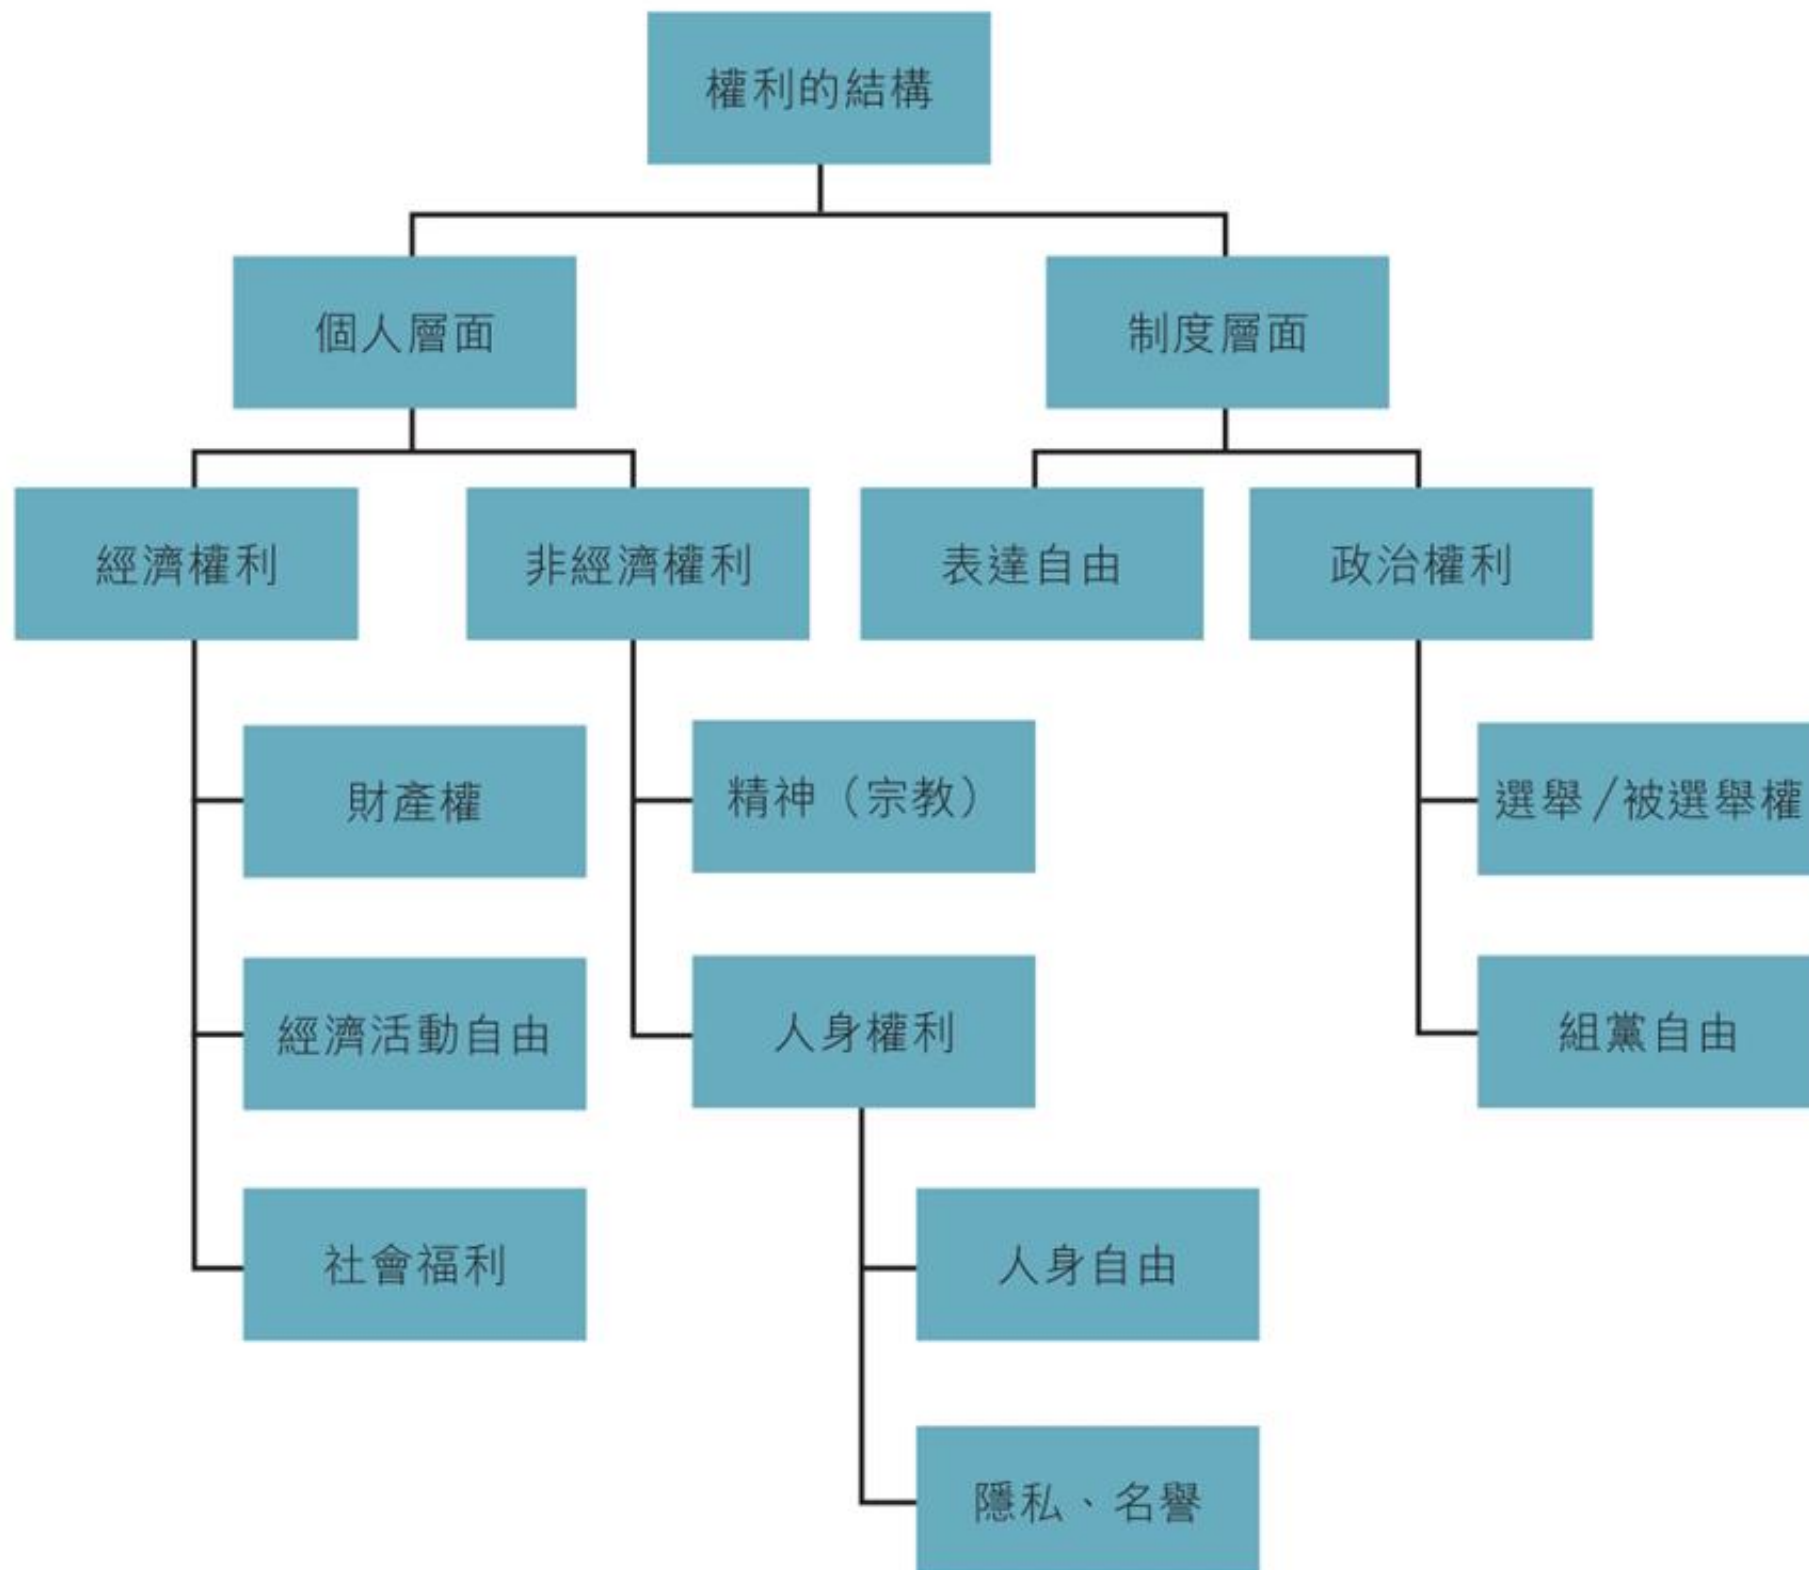 權利的結構
個人層面
制度層面
經濟權利
非經濟權利
表達自由
政治權利
財產權
精神（宗教）
選舉/被選舉權
經濟活動自由
人身權利
組黨自由
社會福利
人身自由
隱私、名譽